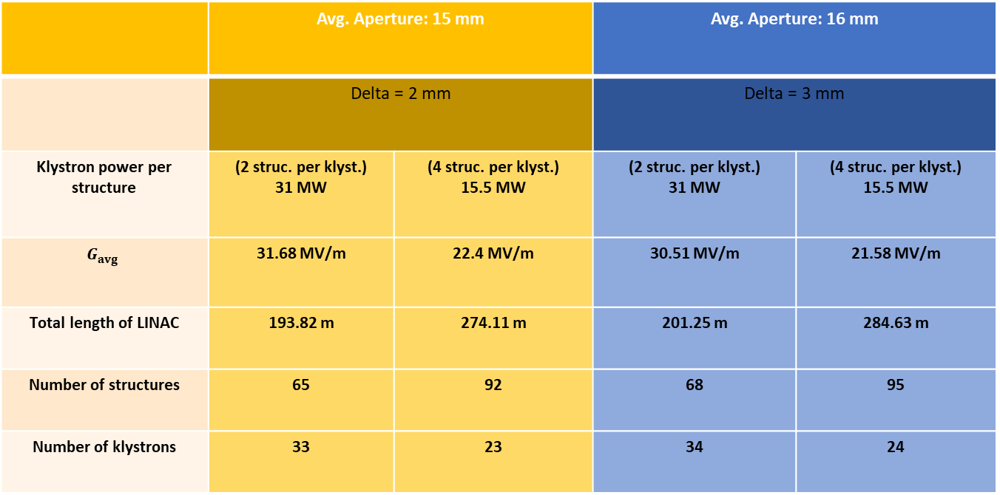 Avg. Aperture: 15 mm
Avg. Aperture: 16 mm
Delta = 2 mm
Delta = 3 mm
Klystron power per
structure
(2 struc. per klyst.)
31 MW
(4 struc. per klyst.)
15.5 MW
(2 struc. per klyst.)
31 MW
(4 struc. per klyst.)
15.5 MW
G_avg
31.68 MV/m
22.4 MV/m
30.51 MV/m
21.58 MV/m
Total length of LINAC
193.82 m
274.11 m
201.25 m
284.63 m
Number of structures
65
92
68
95
Number of klystrons
33
23
34
24